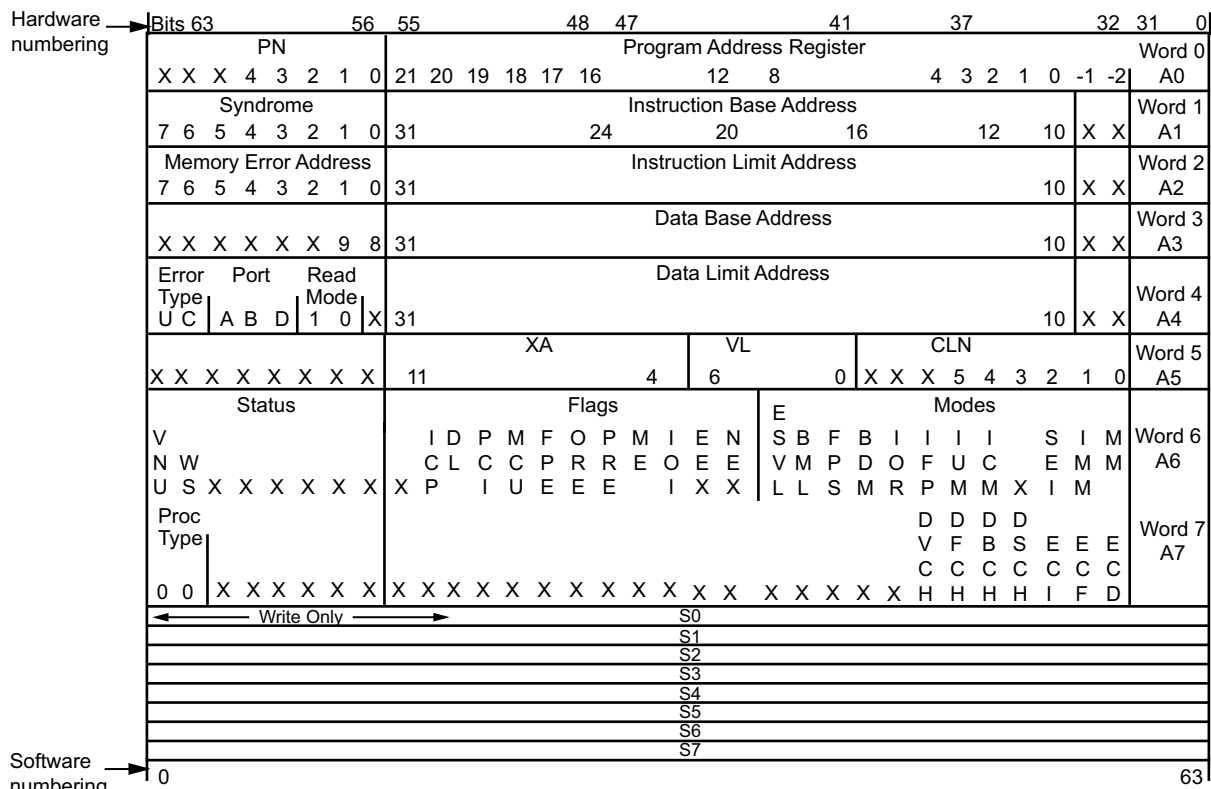 Hardware numbering
Bits 63 56 55 48 47 41 37 32 31 0
PN Program Address Register Word 0
X X X 4 3 2 1 0 21 20 19 18 17 16 12 8 4 3 2 1 0 -1 -2 A0
Syndrome Instruction Base Address Word 1
7 6 5 4 3 2 1 0 31 24 20 16 12 10 X X A1
Memory Error Address Instruction Limit Address Word 2
7 6 5 4 3 2 1 0 31 10 X X A2
Data Base Address Word 3
X X X X X X 9 8 31 10 X X A3
Error Port Read Data Limit Address
Type Mode Word 4
U C A B D 1 0 X 31 10 X X A4
XA VL CLN Word 5
X X X X X X X X 11 4 6 0 X X X 5 4 3 2 1 0 A5
Status Flags E Modes
V I D P M F O P M I E N S B F B I I I I S I M Word 6
N W C L C C P R R E O E E V M P D O F U C E M M A6
U S X X X X X X X P I U E E E I X X L L S M R P M M X I M
Proc D D D D
Type V F B S E E E Word 7
C C C C C C C A7
0 0 X X X X X X X X X X X X X X X X X X X X X X X H H H H I F D
Write Only S0
S1
S2
S3
S4
S5
S6
S7
Software numbering
0 63